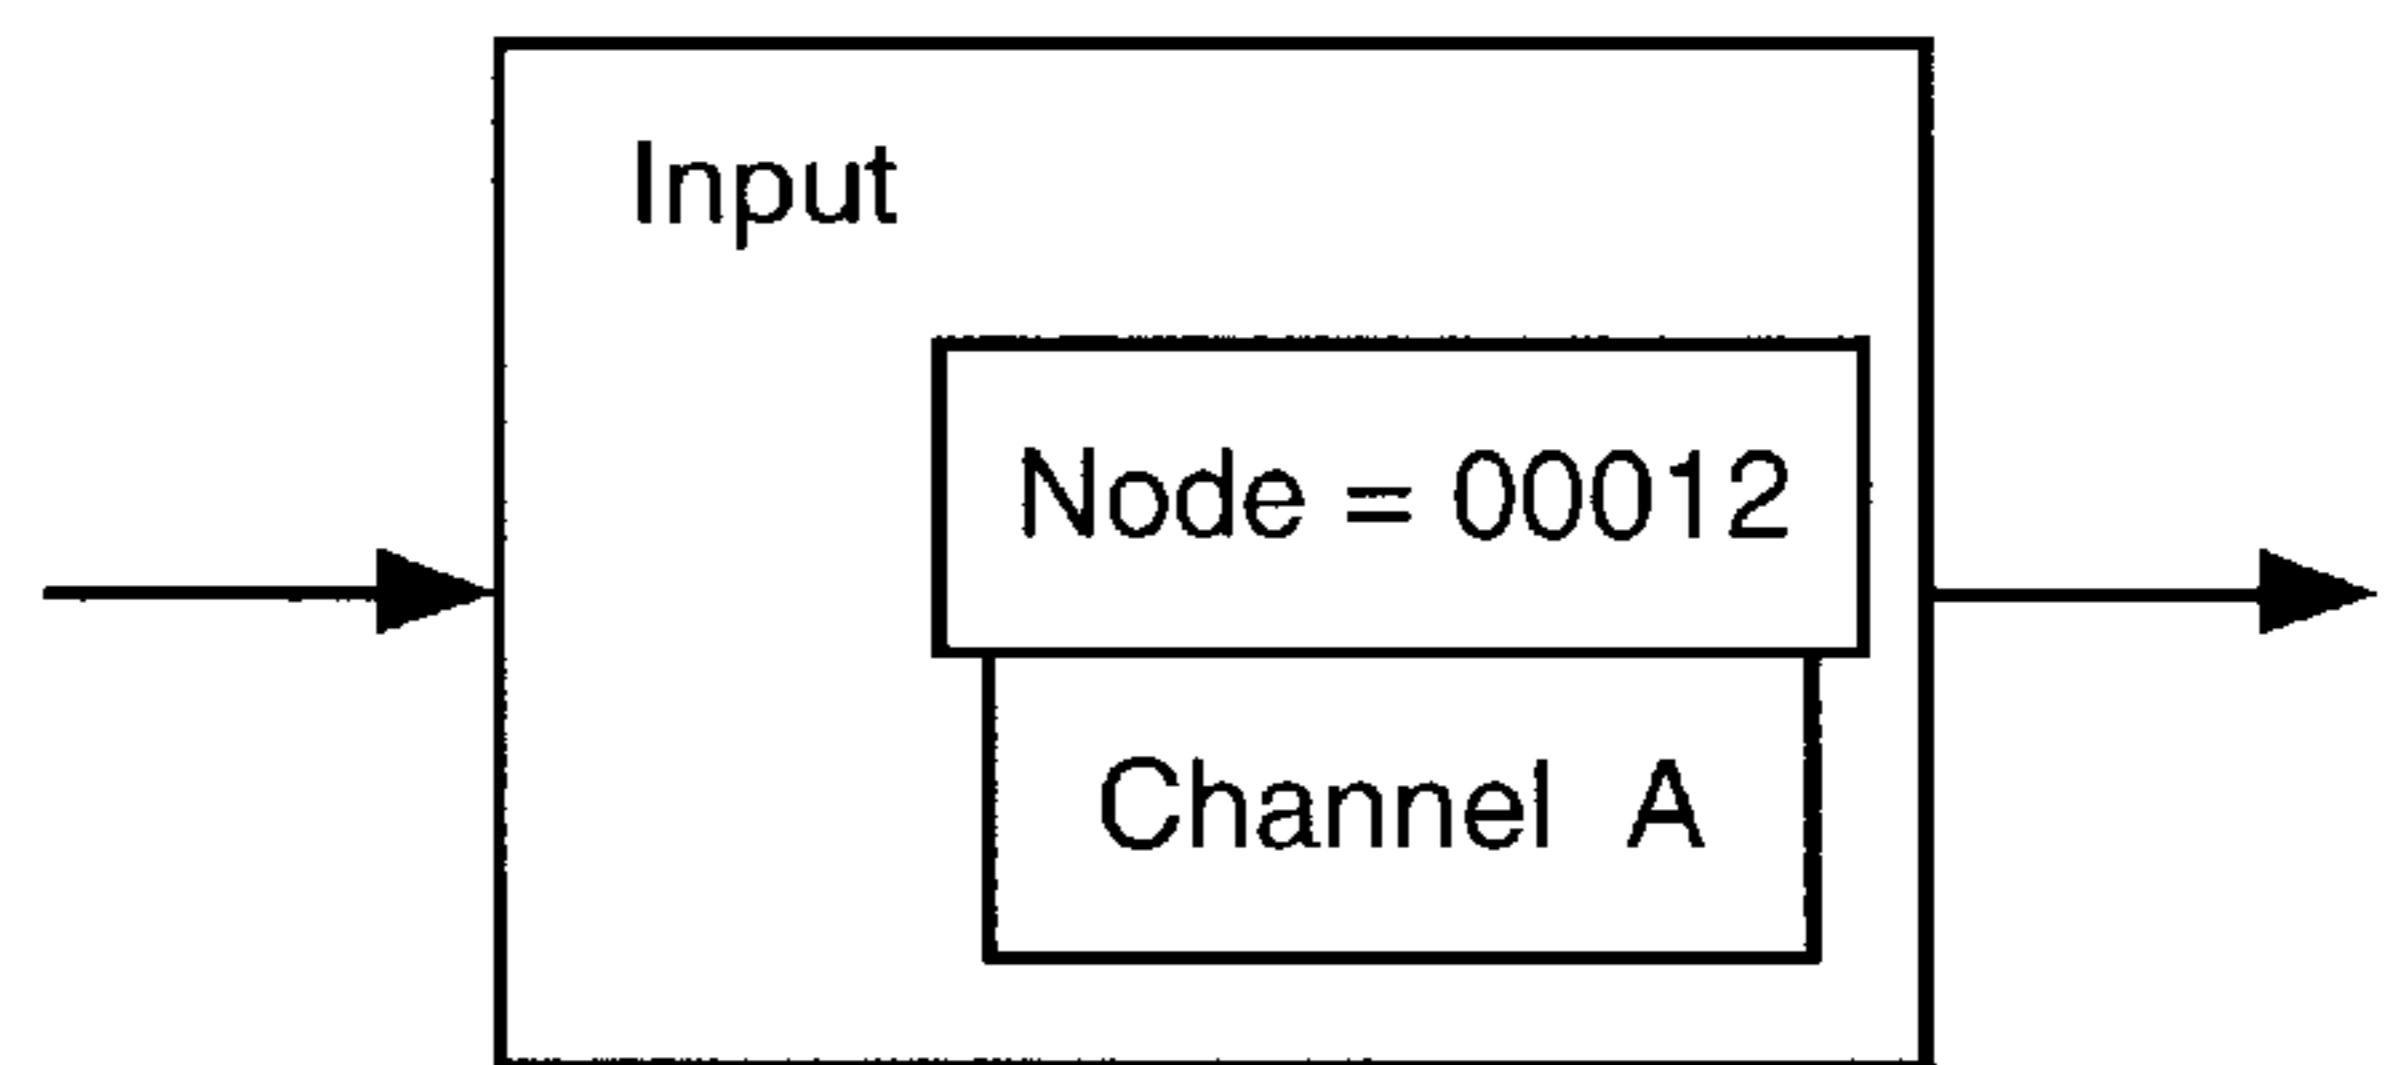 Input
Node = 00012
Channel A